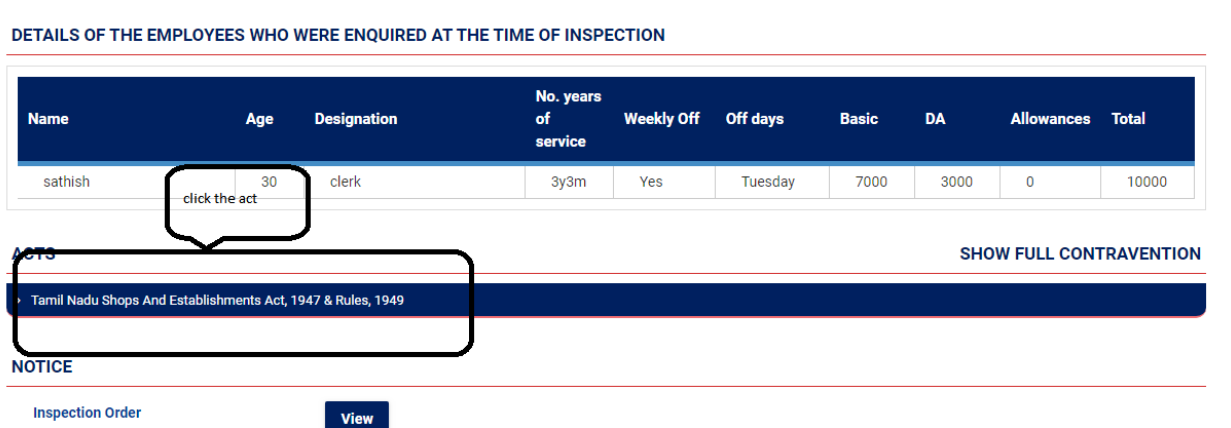 DETAILS OF THE EMPLOYEES WHO WERE ENQUIRED AT THE TIME OF INSPECTION
Name Age Designation No. years of service Weekly Off Off days Basic DA Allowances Total
sathish 30 clerk 3y3m Yes Tuesday 7000 3000 0 10000
click the act
ACTS SHOW FULL CONTRAVENTION
Tamil Nadu Shops And Establishments Act, 1947 & Rules, 1949
NOTICE
Inspection Order View